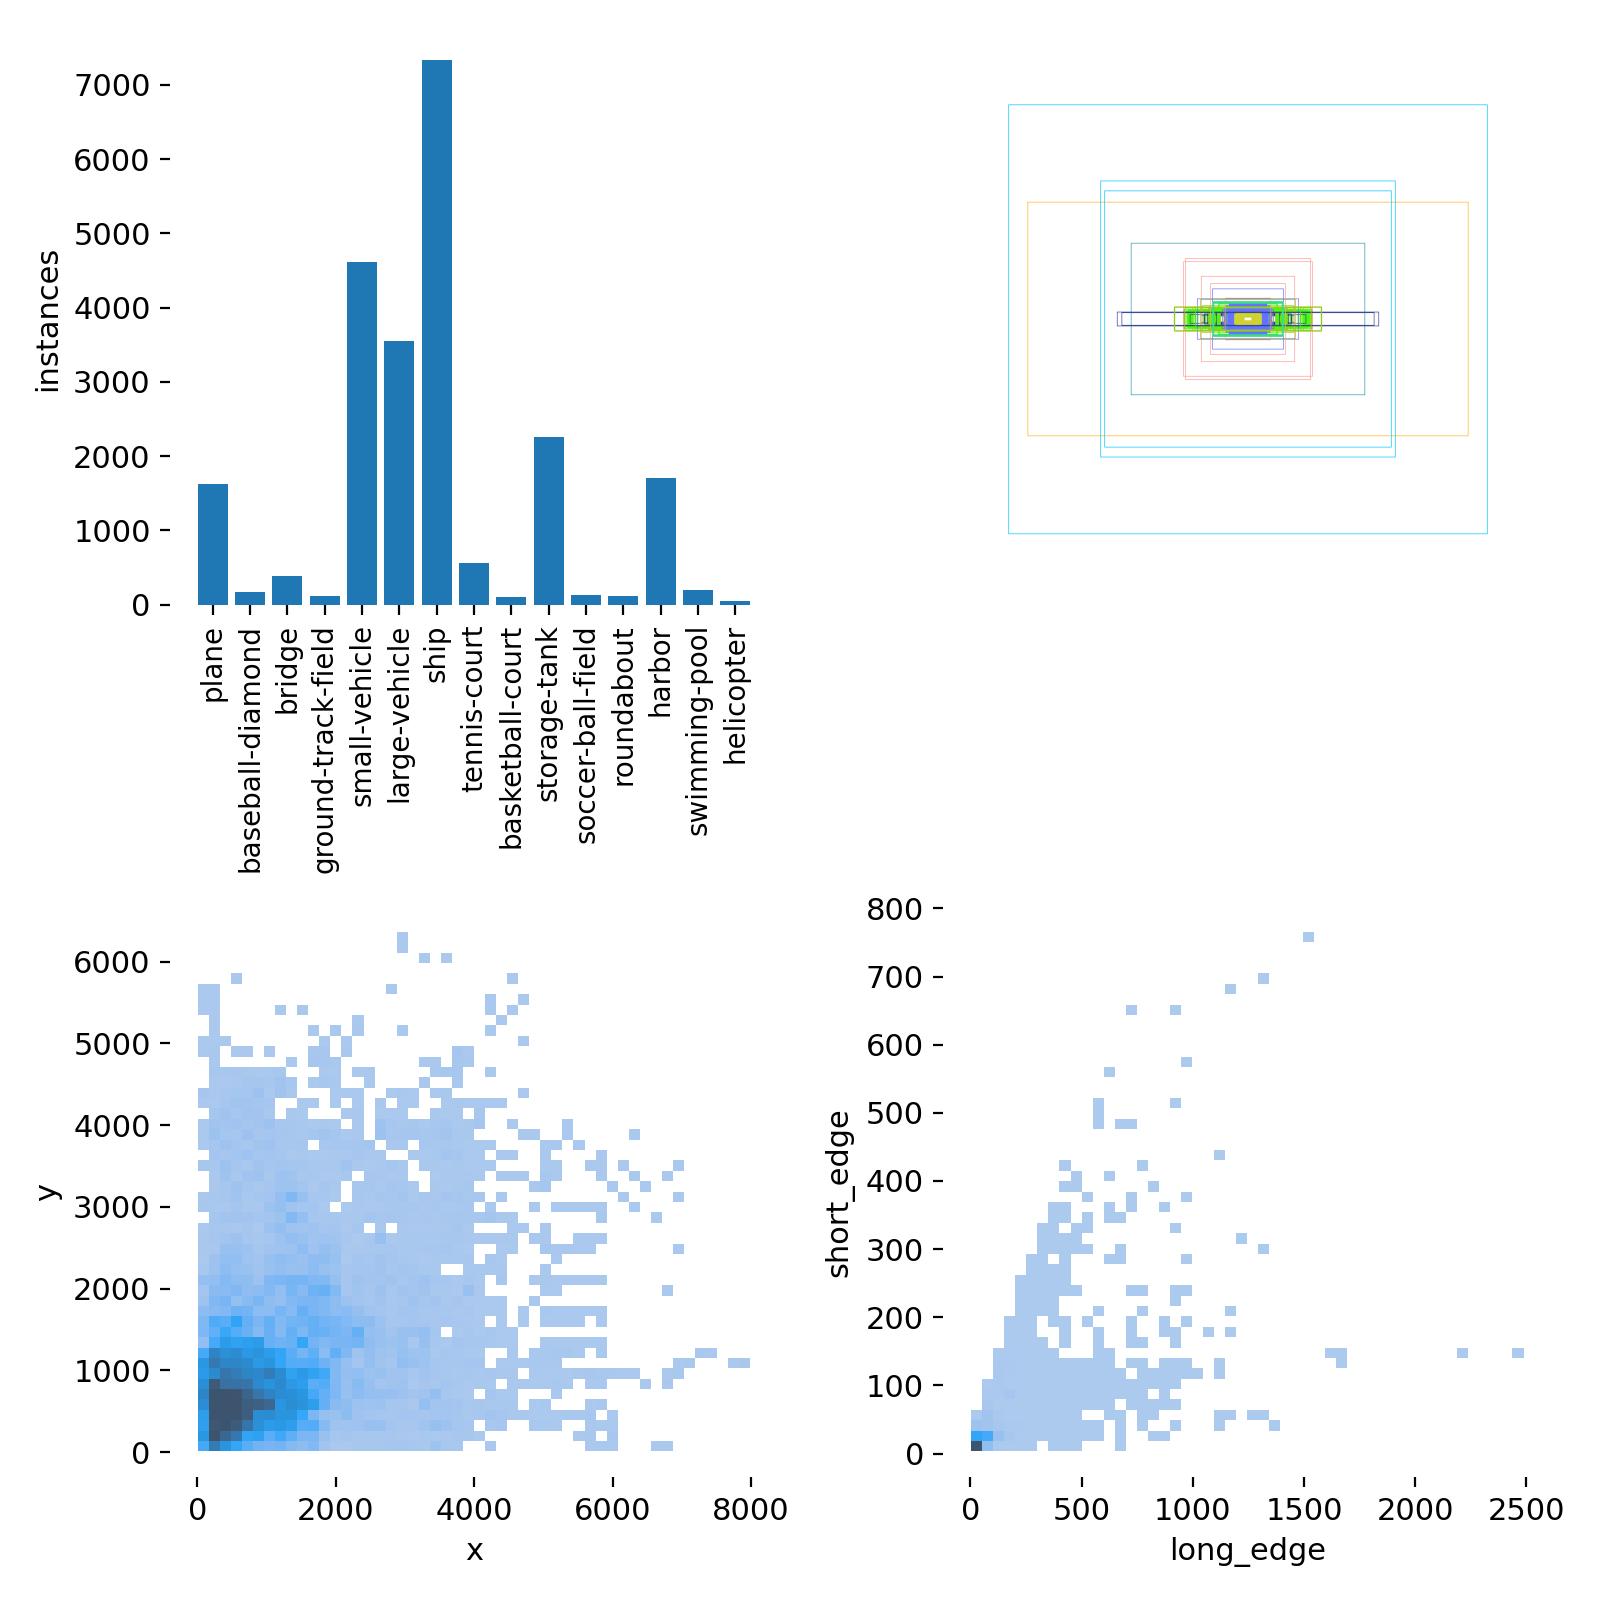 7000
6000
5000
4000
3000
2000
1000
0
instances
plane
baseball-diamond
bridge
ground-track-field
small-vehicle
large-vehicle
ship
tennis-court
basketball-court
storage-tank
soccer-ball-field
roundabout
harbor
swimming-pool
helicopter
6000
5000
4000
3000
2000
1000
0
y
0 2000 4000 6000 8000
x
800
700
600
500
400
300
200
100
0
short_edge
0 500 1000 1500 2000 2500
long_edge